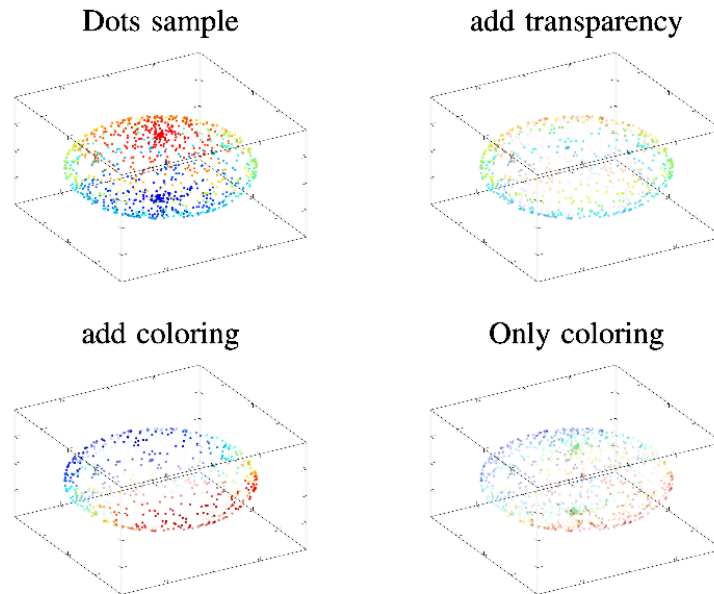 Dots sample
add transparency
add coloring
Only coloring